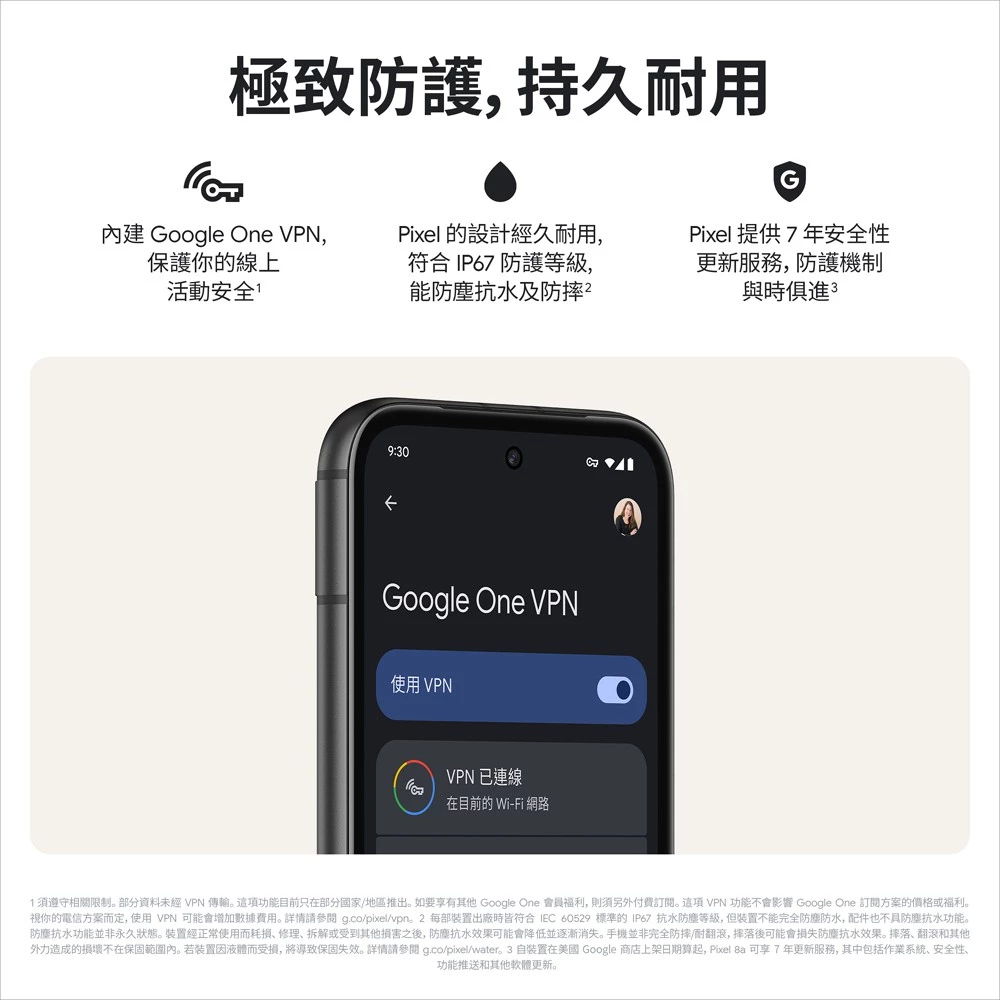 極致防護, 持久耐用
內建 Google One VPN,
保護你的線上
活動安全1
Pixel 的設計經久耐用,
符合 IP67 防護等級,
能防塵抗水及防摔2
G
Pixel 提供 7 年安全性
更新服務, 防護機制
與時俱進3
9:30
Google One VPN
使用 VPN
VPN 已連線
在目前的 Wi-Fi 網路
1 須遵守相關限制。部分資料未經 VPN 傳輸。這項功能目前只在部分國家/地區推出。如要享有其他 Google One 會員福利, 則須另外付費訂閱。這項 VPN 功能不會影響 Google One 訂閱方案的價格或福利。
視你的電信方案而定, 使用 VPN 可能會增加數據費用。詳情請參閱 g.co/pixel/vpn。2 每部裝置出廠時皆符合 IEC 60529 標準的 IP67 抗水防塵等級, 但裝置不能完全防塵防水, 配件也不具防塵抗水功能。
防塵抗水功能並非永久狀態。裝置經正常使用而耗損、修理、拆解或受到其他損害之後, 防塵抗水效果可能會降低並逐漸消失。手機並非完全防摔/耐翻滾, 摔落後可能會損失防塵抗水效果。摔落、翻滾和其他
外力造成的損壞不在保固範圍內。若裝置因液體而受損, 將導致保固失效。詳情請參閱 g.co/pixel/water。3 自裝置在美國 Google 商店上架日期算起, Pixel 8a 可享 7 年更新服務, 其中包括作業系統、安全性、
功能推送和其他軟體更新。